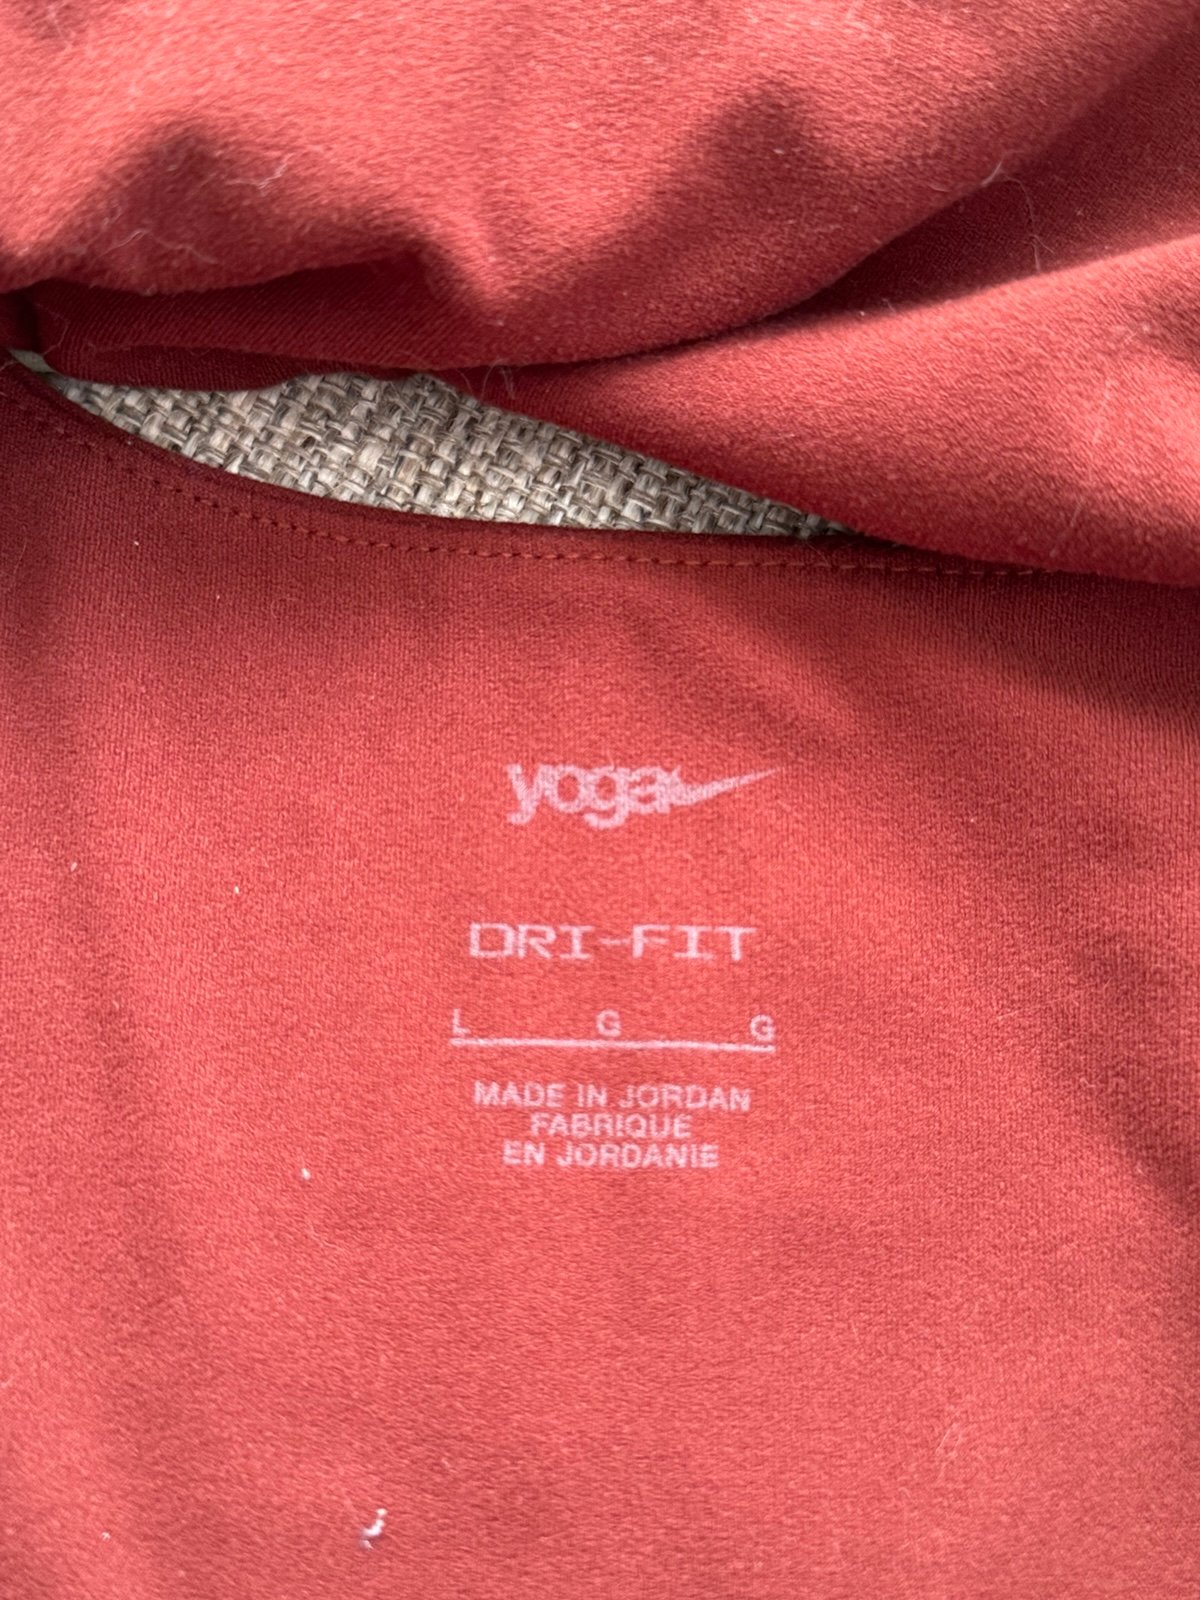 yoga
DRI-FIT
L G G
MADE IN JORDAN
FABRIQUE
EN JORDANIE